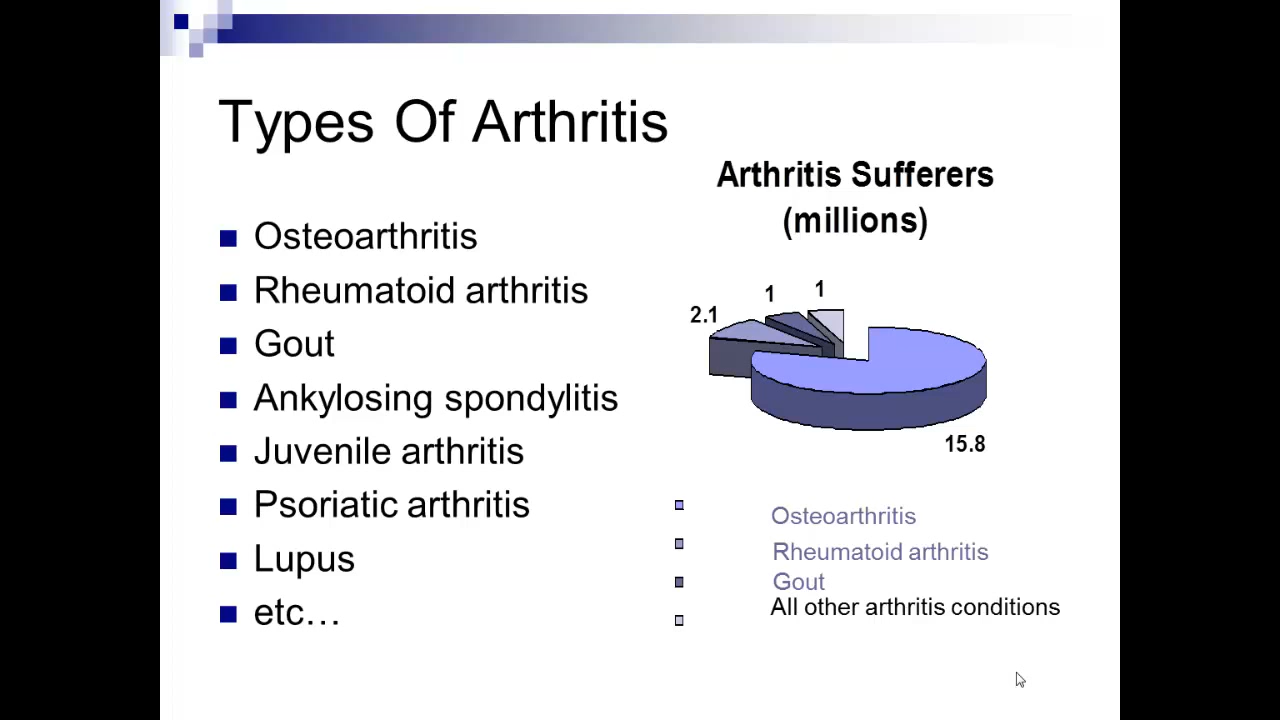 Types Of Arthritis
Osteoarthritis
Rheumatoid arthritis
Gout
Ankylosing spondylitis
Juvenile arthritis
Psoriatic arthritis
Lupus
etc…
Arthritis Sufferers
(millions)
2.1
1
1
15.8
Osteoarthritis
Rheumatoid arthritis
Gout
All other arthritis conditions